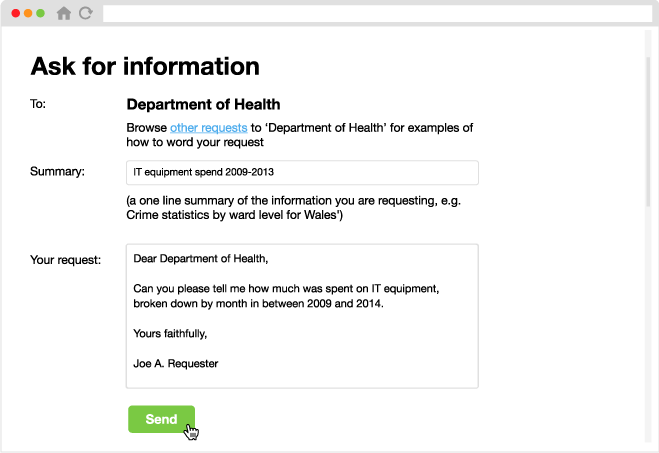 Ask for information
To:
Department of Health
Browse other requests to ‘Department of Health’ for examples of
how to word your request
Summary:
IT equipment spend 2009-2013
(a one line summary of the information you are requesting, e.g.
Crime statistics by ward level for Wales')
Your request:
Dear Department of Health,
Can you please tell me how much was spent on IT equipment,
broken down by month in between 2009 and 2014.
Yours faithfully,
Joe A. Requester
Send